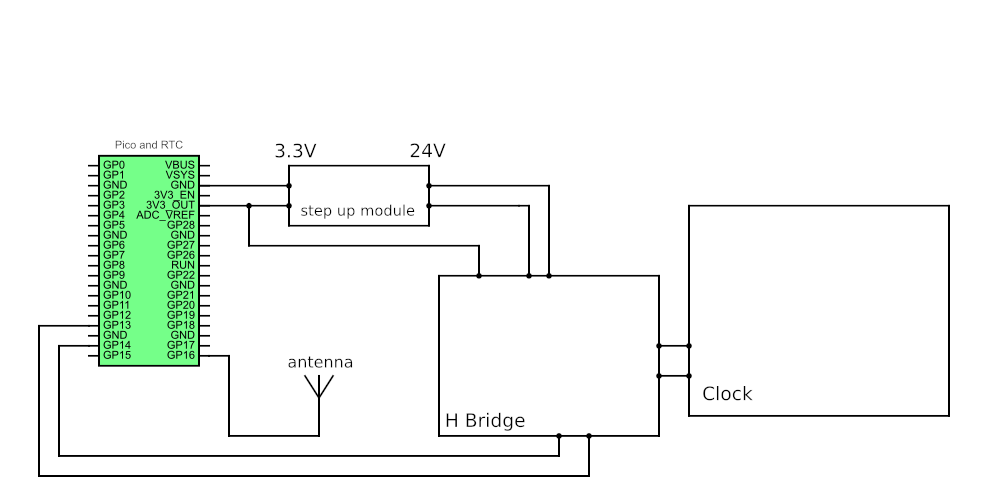 Pico and RTC
3.3V
24V
GP0 VBUS
GP1 VSYS
GND GND
GP2 3V3_EN
GP3 3V3_OUT
GP4 ADC_VREF
GP5 GP28
GND GND
GP6 GP27
GP7 GP26
GP8 RUN
GP9 GP22
GND GND
GP10 GP21
GP11 GP20
GP12 GP19
GP13 GP18
GND GND
GP14 GP17
GP15 GP16
step up module
antenna
H Bridge
Clock